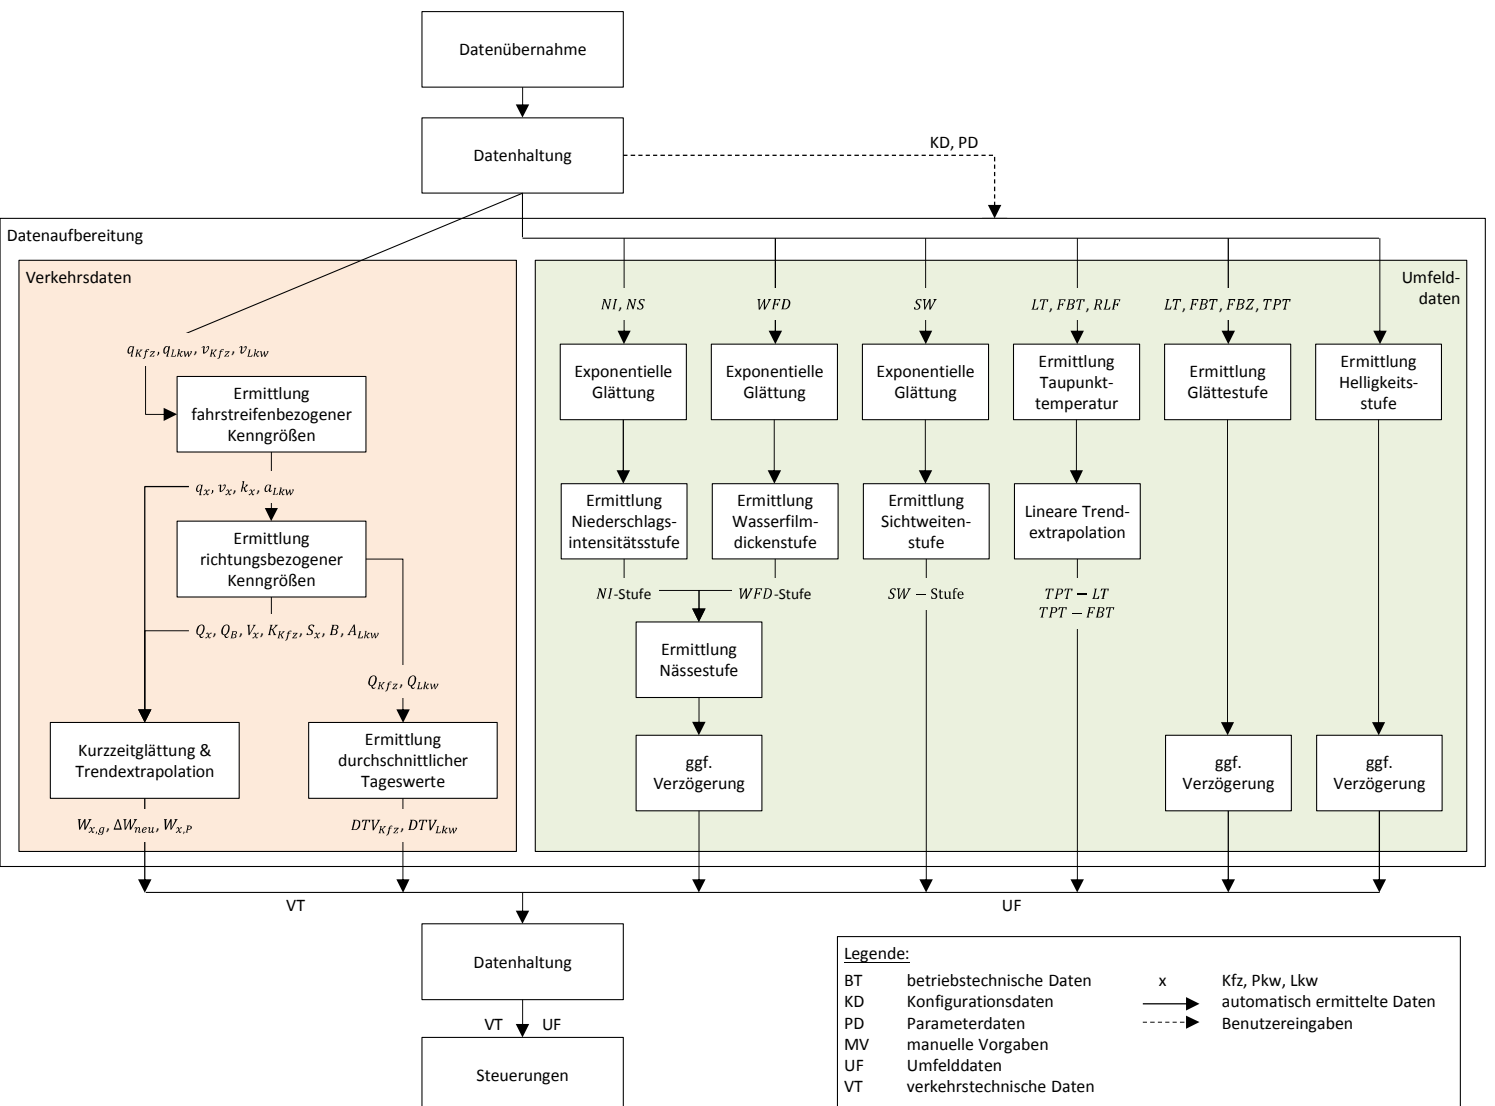 Datenübernahme
Datenhaltung
KD, PD
Datenaufbereitung
Verkehrsdaten
Umfeld-
daten
q_Kfz, q_Lkw, v_Kfz, v_Lkw
Ermittlung
fahrstreifenbezogener
Kenngrößen
q_x, v_x, k_x, a_Lkw
Ermittlung
richtungsbezogener
Kenngrößen
Q_x, Q_B, V_x, K_Kfz, S_x, B, A_Lkw
Q_Kfz, Q_Lkw
Kurzzeitglättung &
Trendextrapolation
Ermittlung
durchschnittlicher
Tageswerte
W_x,g, ΔW_neu, W_x,P
DTV_Kfz, DTV_Lkw
NI, NS
Exponentielle
Glättung
Ermittlung
Niederschlags-
intensitätsstufe
NI-Stufe
WFD
Exponentielle
Glättung
Ermittlung
Wasserfilm-
dickenstufe
WFD-Stufe
Ermittlung
Nässestufe
ggf.
Verzögerung
SW
Exponentielle
Glättung
Ermittlung
Sichtweiten-
stufe
SW – Stufe
LT, FBT, RLF
Ermittlung
Taupunkt-
temperatur
Lineare Trend-
extrapolation
TPT – LT
TPT – FBT
LT, FBT, FBZ, TPT
Ermittlung
Glättestufe
ggf.
Verzögerung
Ermittlung
Helligkeits-
stufe
ggf.
Verzögerung
VT
UF
Datenhaltung
VT UF
Steuerungen
Legende:
BT betriebstechnische Daten
KD Konfigurationsdaten
PD Parameterdaten
MV manuelle Vorgaben
UF Umfelddaten
VT verkehrstechnische Daten
x Kfz, Pkw, Lkw
automatisch ermittelte Daten
Benutzereingaben